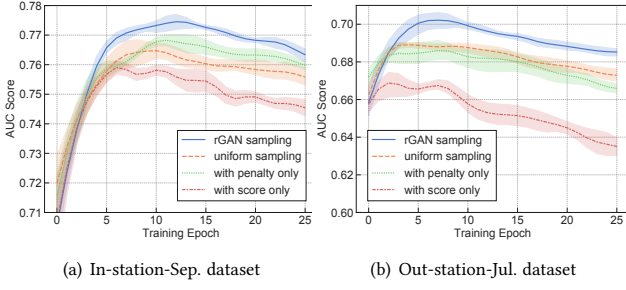 0.78
0.77
0.76
0.75
0.74
0.73
0.72
0.71
AUC Score
rGAN sampling
uniform sampling
with penalty only
with score only
0 5 10 15 20 25
Training Epoch
(a) In-station-Sep. dataset
0.70
0.68
0.66
0.64
0.62
0.60
AUC Score
rGAN sampling
uniform sampling
with penalty only
with score only
0 5 10 15 20 25
Training Epoch
(b) Out-station-Jul. dataset